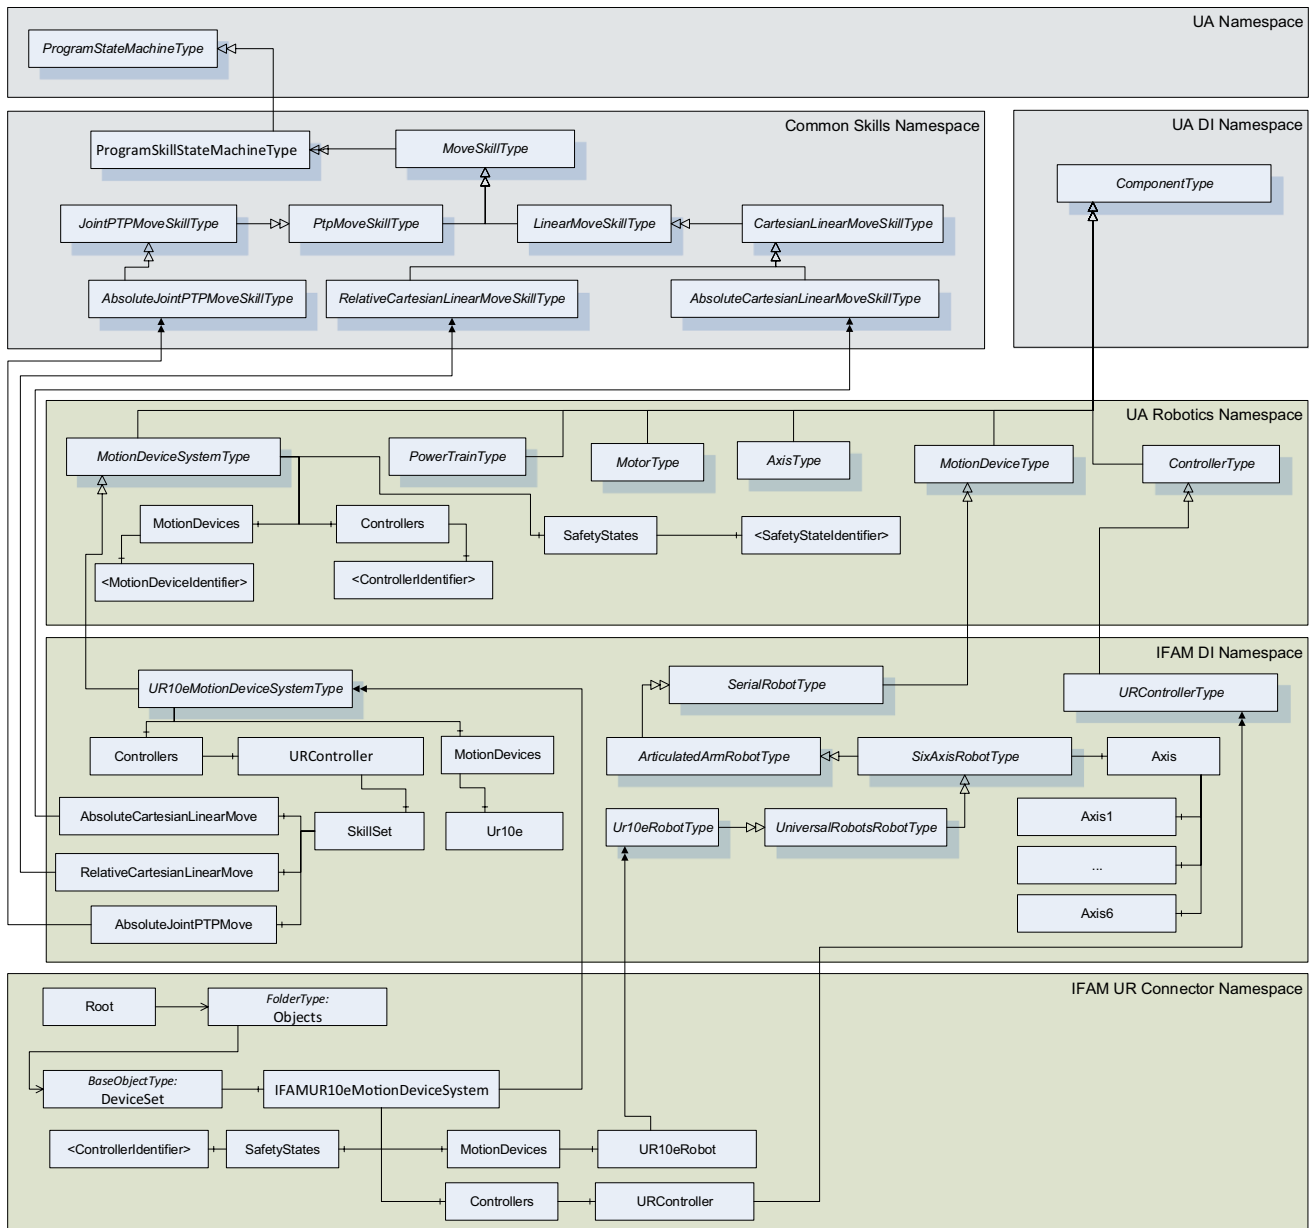 UA Namespace
ProgramStateMachineType
Common Skills Namespace
ProgramSkillStateMachineType
MoveSkillType
JointPTPMoveSkillType
PtpMoveSkillType
LinearMoveSkillType
CartesianLinearMoveSkillType
AbsoluteJointPTPMoveSkillType
RelativeCartesianLinearMoveSkillType
AbsoluteCartesianLinearMoveSkillType
UA DI Namespace
ComponentType
UA Robotics Namespace
MotionDeviceSystemType
PowerTrainType
MotorType
AxisType
MotionDeviceType
ControllerType
MotionDevices
Controllers
SafetyStates
<SafetyStateIdentifier>
<MotionDeviceIdentifier>
<ControllerIdentifier>
IFAM DI Namespace
UR10eMotionDeviceSystemType
SerialRobotType
URControllerType
Controllers
URController
MotionDevices
ArticulatedArmRobotType
SixAxisRobotType
Axis
AbsoluteCartesianLinearMove
SkillSet
Ur10e
Ur10eRobotType
UniversalRobotsRobotType
Axis1
RelativeCartesianLinearMove
...
AbsoluteJointPTPMove
Axis6
IFAM UR Connector Namespace
Root
FolderType:
Objects
BaseObjectType:
DeviceSet
IFAMUR10eMotionDeviceSystem
<ControllerIdentifier>
SafetyStates
MotionDevices
UR10eRobot
Controllers
URController